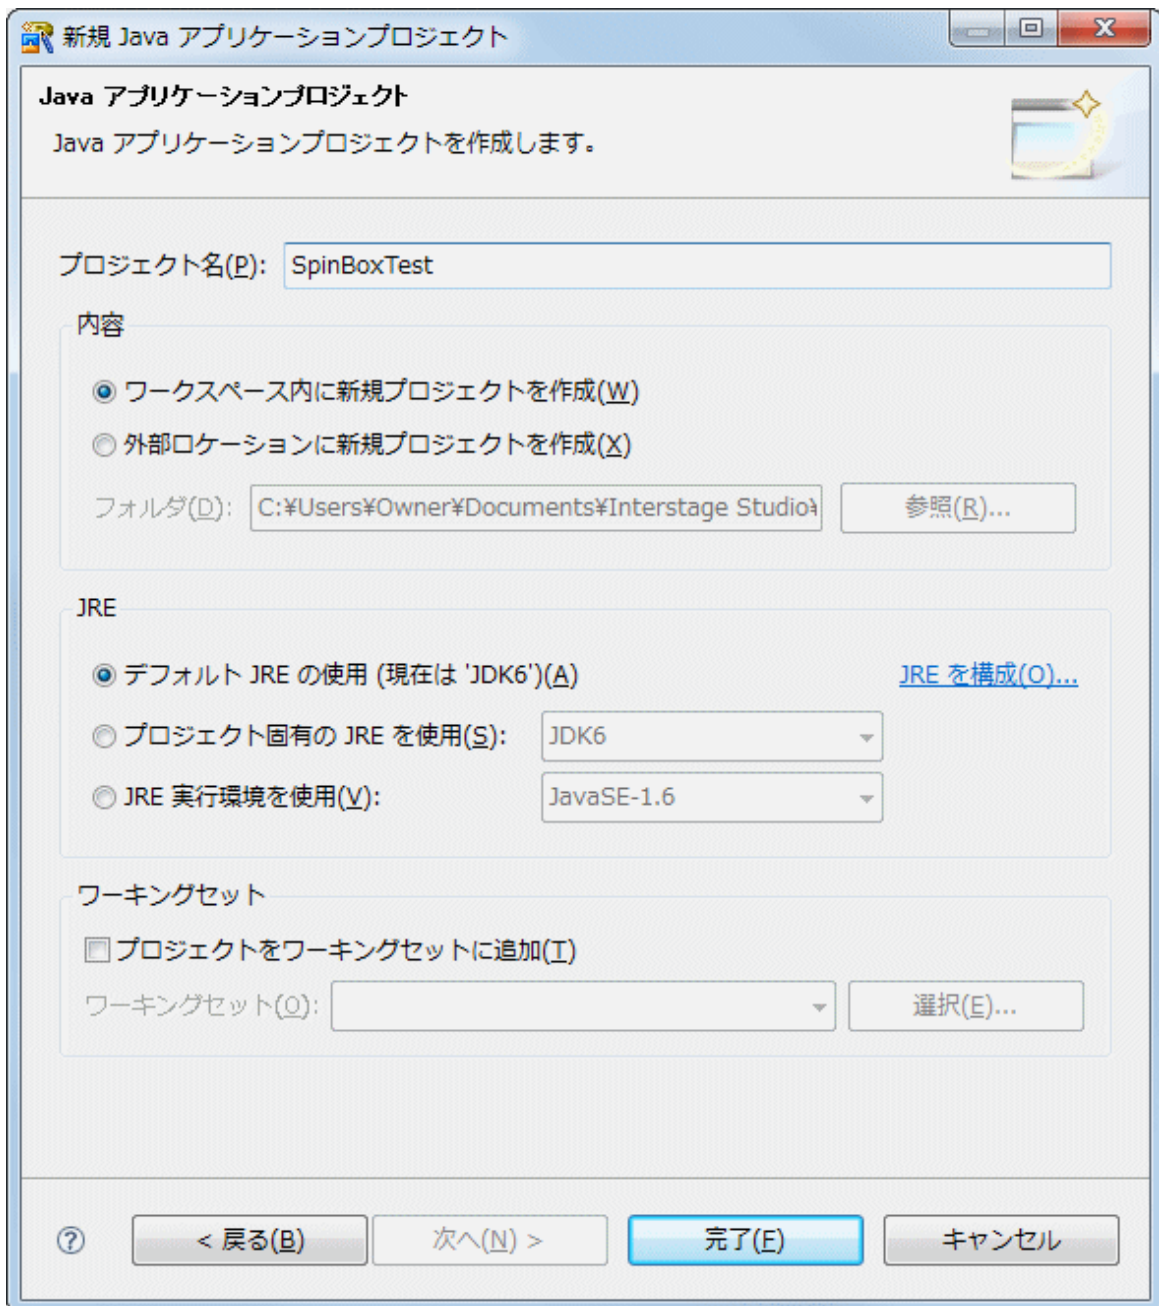 新規 Java アプリケーションプロジェクト
Java アプリケーションプロジェクト
Java アプリケーションプロジェクトを作成します。
プロジェクト名(P): SpinBoxTest
内容
ワークスペース内に新規プロジェクトを作成(W)
外部ロケーションに新規プロジェクトを作成(X)
フォルダ(D): C:¥Users¥Owner¥Documents¥Interstage Studio¥ 参照(R)...
JRE
デフォルト JRE の使用 (現在は 'JDK6')(A) JRE を構成(O)...
プロジェクト固有の JRE を使用(S): JDK6
JRE 実行環境を使用(V): JavaSE-1.6
ワーキングセット
プロジェクトをワーキングセットに追加(T)
ワーキングセット(O): 選択(E)...
< 戻る(B) 次へ(N) > 完了(F) キャンセル